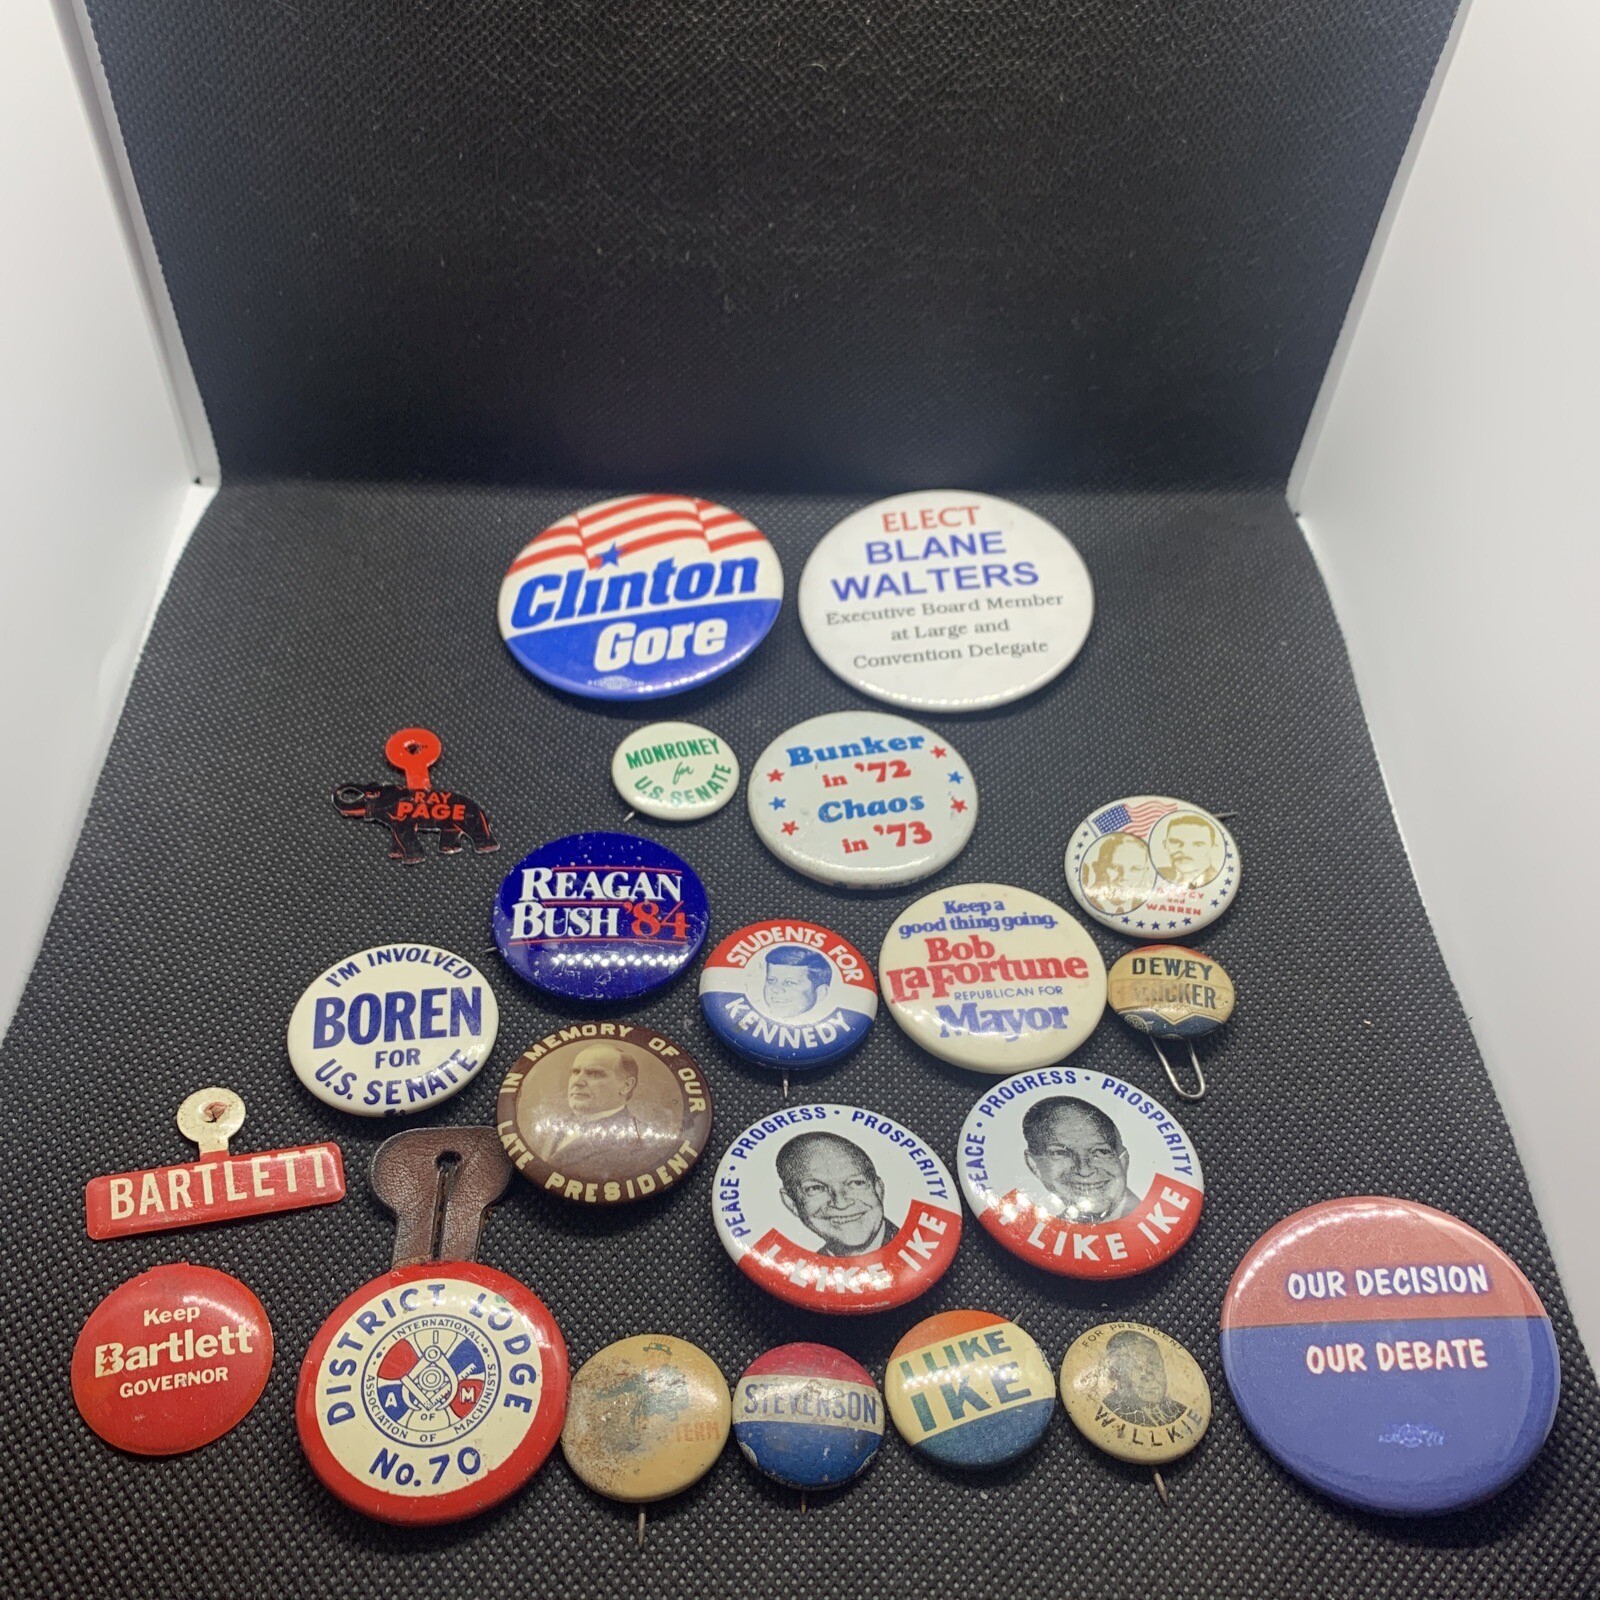 Clinton
Gore
ELECT
BLANE
WALTERS
Executive Board Member
at Large and
Convention Delegate
RAY
PAGE
MONRONEY
for
U.S. SENATE
Bunker
in '72
Chaos
in '73
AND
WARREN
REAGAN
BUSH '84
STUDENTS FOR
KENNEDY
Keep a
good thing going.
Bob
LaFortune
REPUBLICAN FOR
Mayor
DEWEY
I'M INVOLVED
BOREN
FOR
U.S. SENATE
IN MEMORY OF OUR
LATE PRESIDENT
PEACE · PROGRESS · PROSPERITY
I LIKE IKE
PEACE · PROGRESS · PROSPERITY
I LIKE IKE
BARTLETT
Keep
Bartlett
GOVERNOR
DISTRICT LODGE
INTERNATIONAL
ASSOCIATION OF MACHINISTS
A M
No. 70
STEVENSON
I LIKE
IKE
FOR PRESIDENT
WILLKIE
OUR DECISION
OUR DEBATE